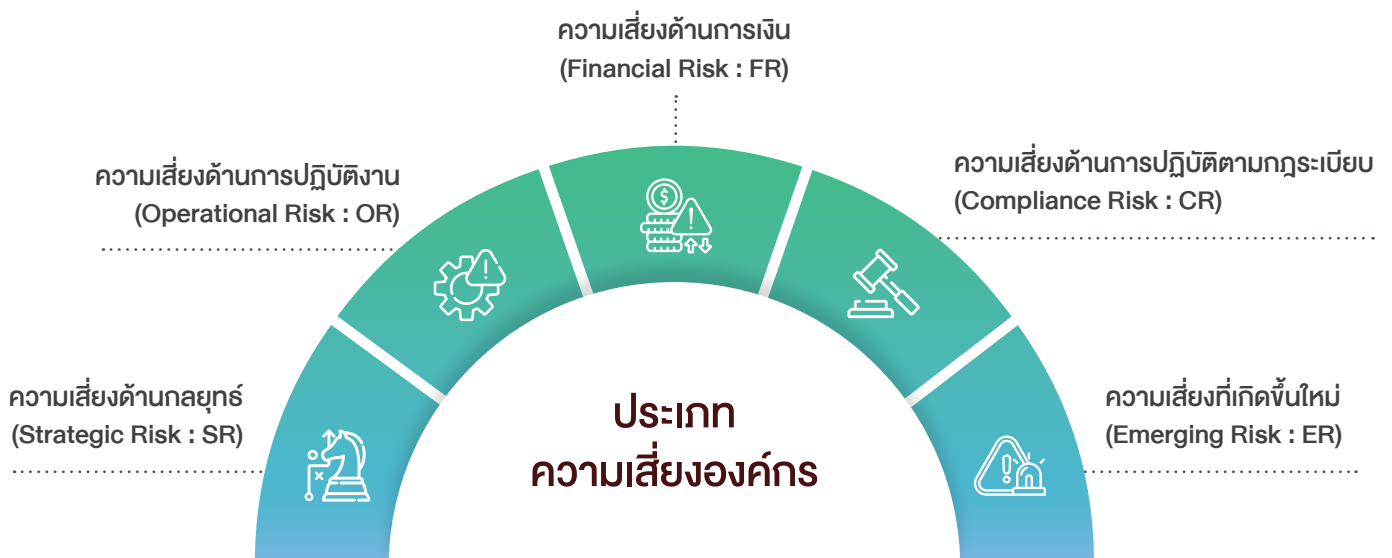 ความเสี่ยงด้านการเงิน
(Financial Risk : FR)
ความเสี่ยงด้านการปฏิบัติงาน
(Operational Risk : OR)
ความเสี่ยงด้านการปฏิบัติตามกฎระเบียบ
(Compliance Risk : CR)
ความเสี่ยงด้านกลยุทธ์
(Strategic Risk : SR)
ความเสี่ยงที่เกิดขึ้นใหม่
(Emerging Risk : ER)
ประเภท
ความเสี่ยงองค์กร